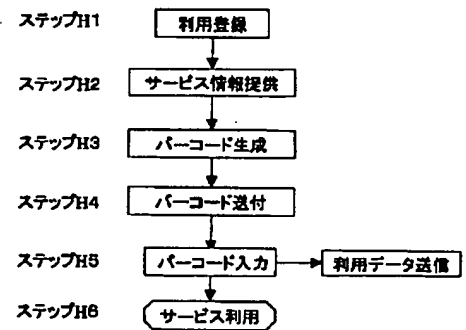 ステップH1 利用登録
ステップH2 サービス情報提供
ステップH3 バーコード生成
ステップH4 バーコード送付
ステップH5 バーコード入力 利用データ送信
ステップH6 サービス利用